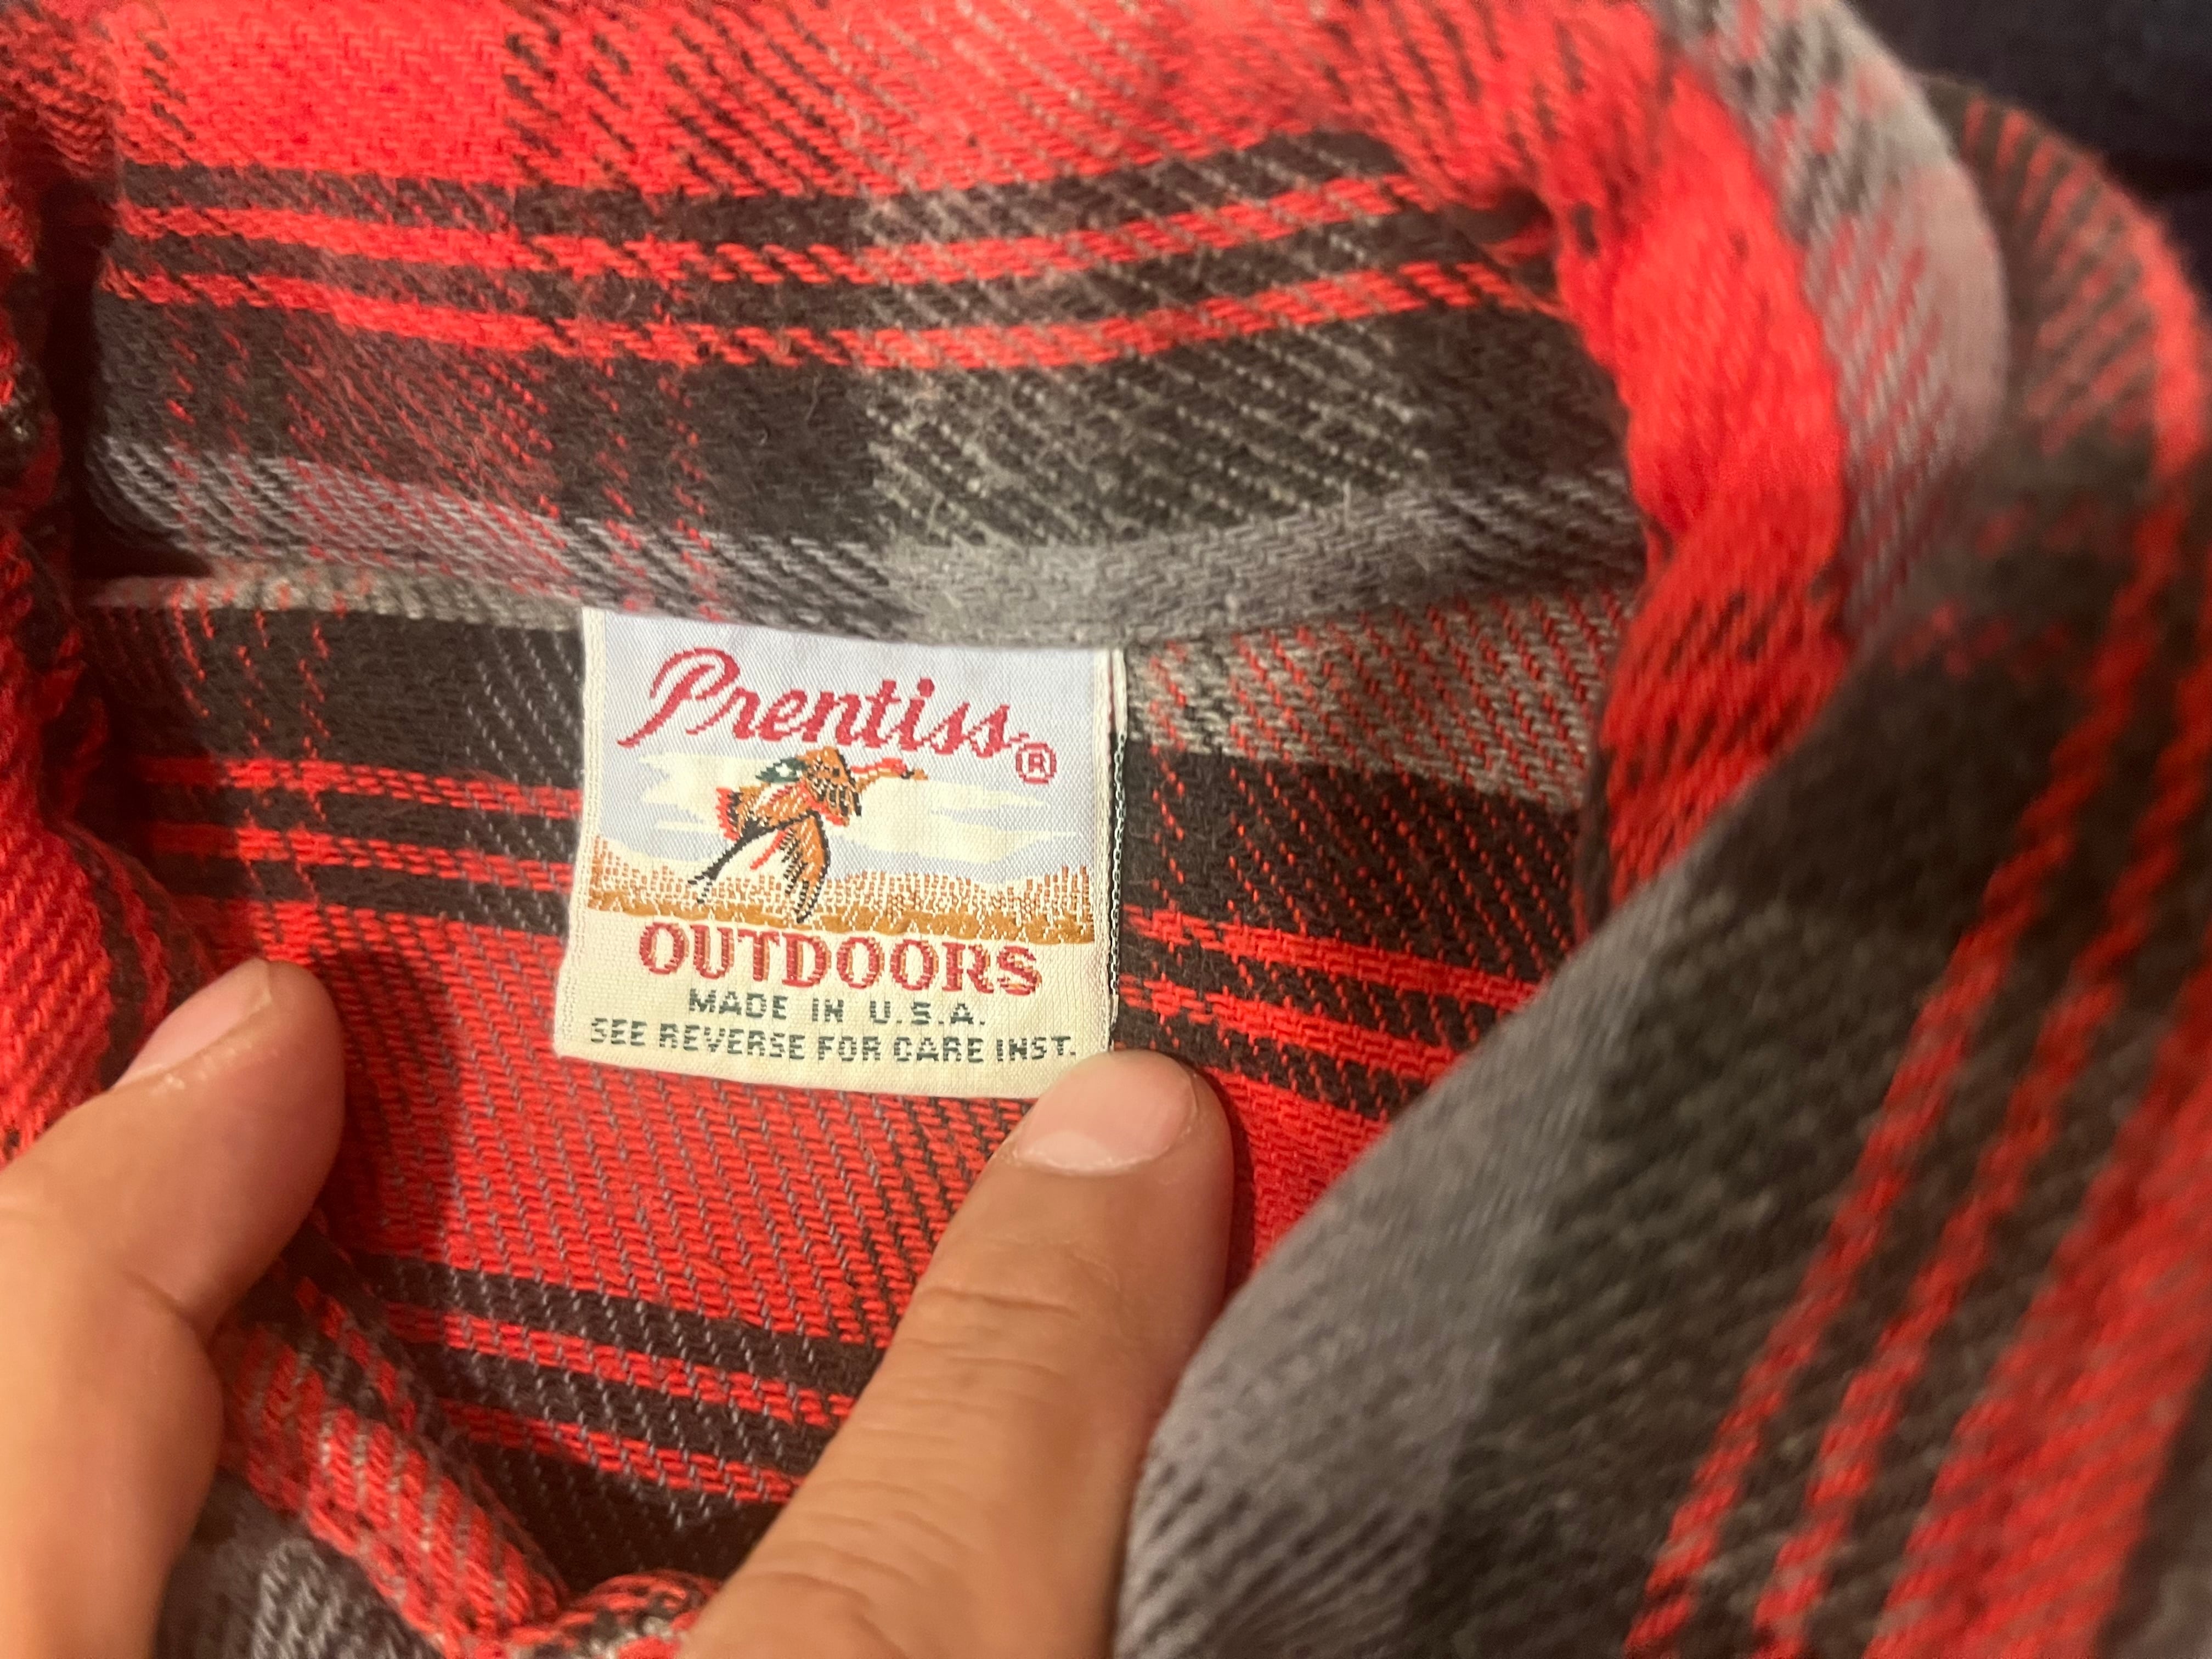 Prentiss®
OUTDOORS
MADE IN U.S.A.
SEE REVERSE FOR CARE INST.